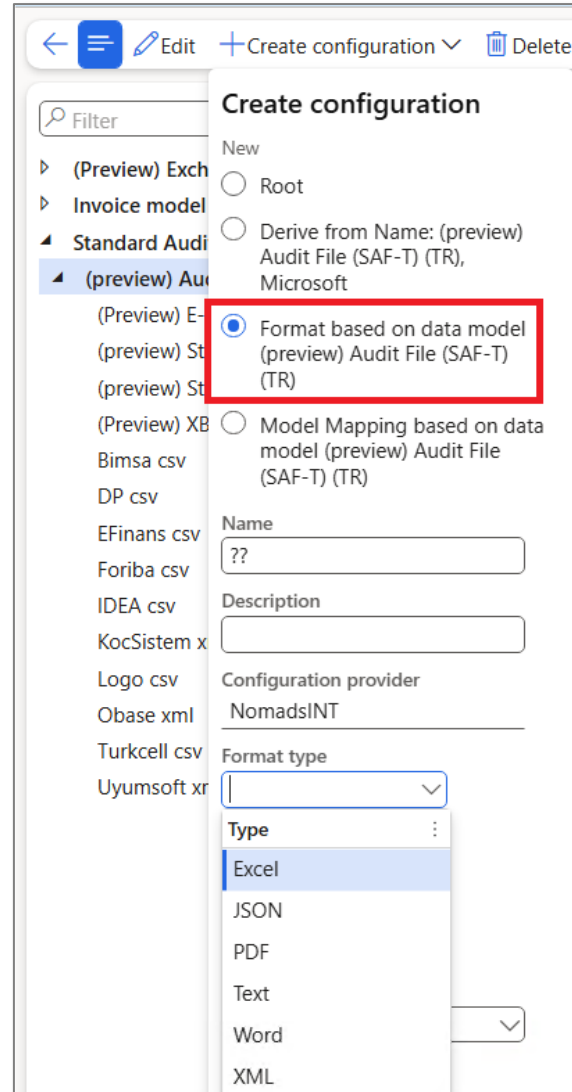 Edit
Create configuration
Delete
Filter
(Preview) Exch
Invoice model
Standard Audi
(preview) Au
(Preview) E-
(preview) St
(preview) St
(Preview) XB
Bimsa csv
DP csv
EFinans csv
Foriba csv
IDEA csv
KocSistem x
Logo csv
Obase xml
Turkcell csv
Uyumsoft xr
Create configuration
New
Root
Derive from Name: (preview)
Audit File (SAF-T) (TR),
Microsoft
Format based on data model
(preview) Audit File (SAF-T)
(TR)
Model Mapping based on data
model (preview) Audit File
(SAF-T) (TR)
Name
??
Description
Configuration provider
NomadsINT
Format type
Type
Excel
JSON
PDF
Text
Word
XML